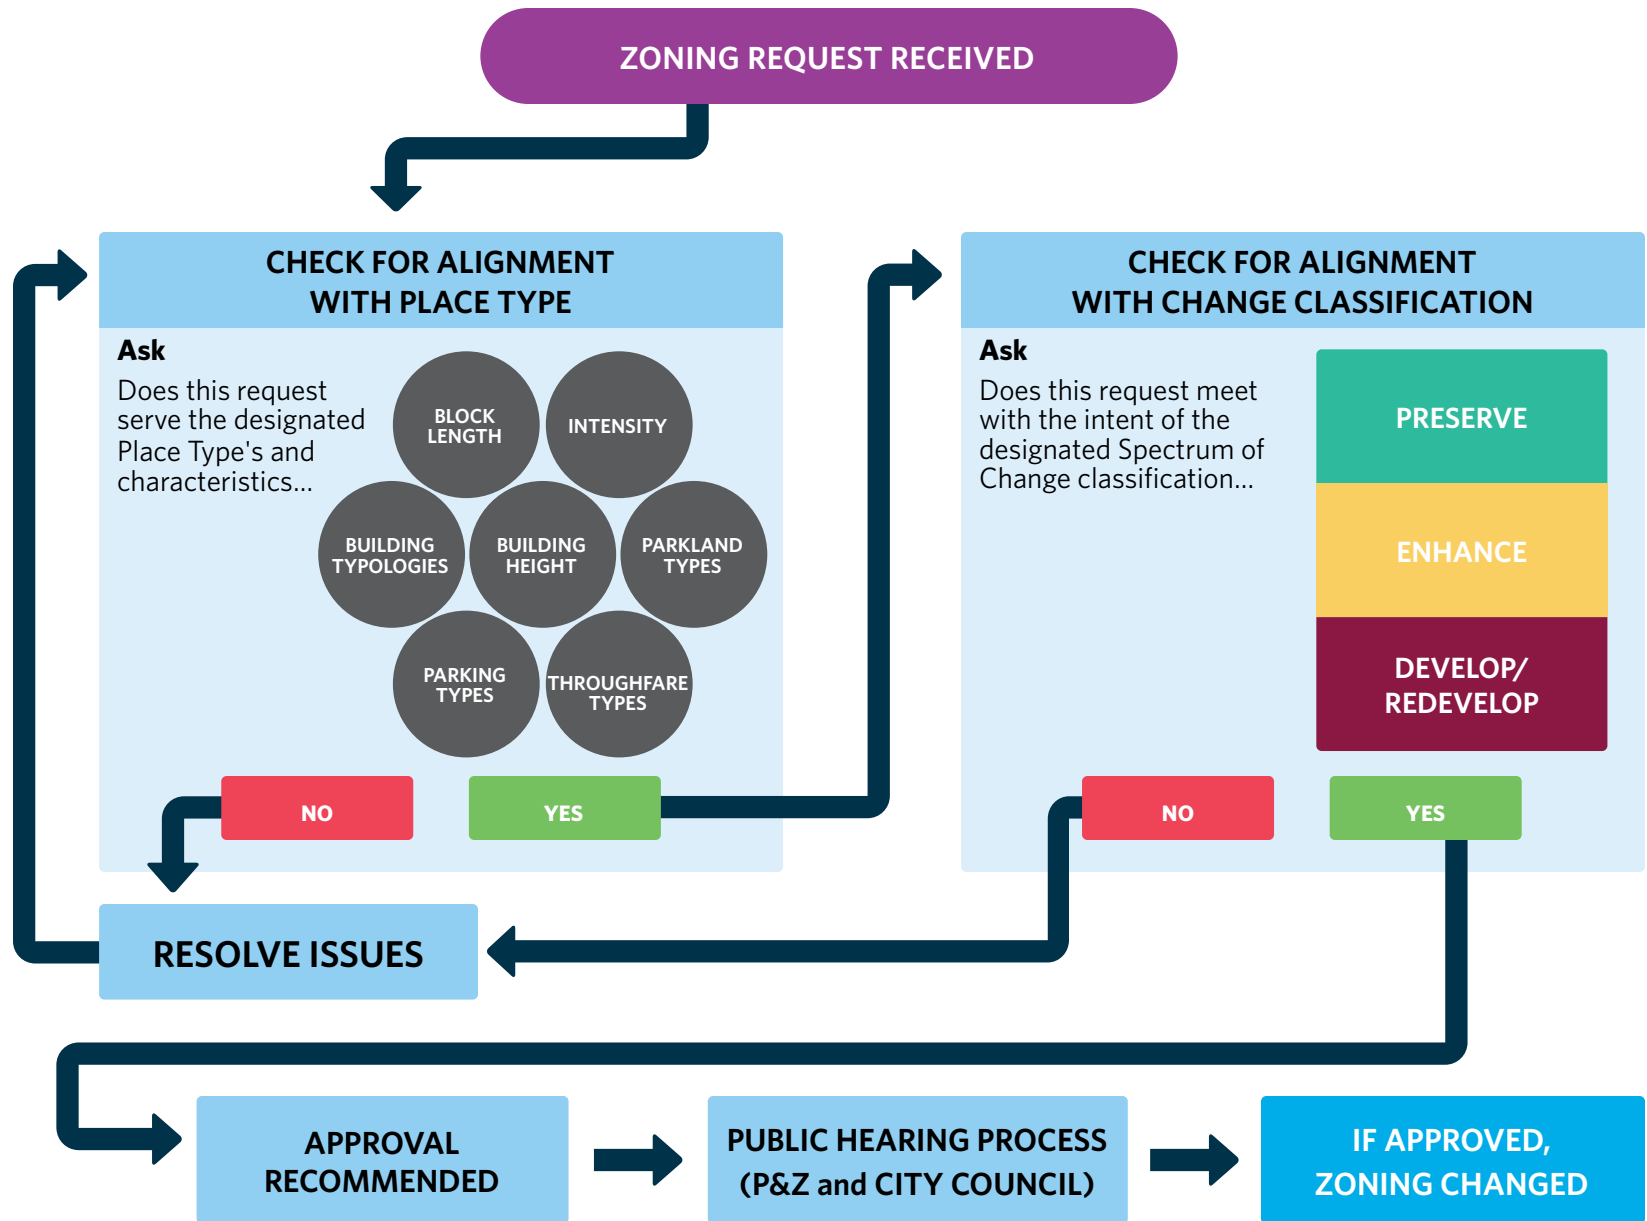 ZONING REQUEST RECEIVED
CHECK FOR ALIGNMENT
WITH PLACE TYPE
Ask
Does this request
serve the designated
Place Type's and
characteristics...
BLOCK
LENGTH
INTENSITY
BUILDING
TYPOLOGIES
BUILDING
HEIGHT
PARKLAND
TYPES
PARKING
TYPES
THROUGHFARE
TYPES
NO
YES
CHECK FOR ALIGNMENT
WITH CHANGE CLASSIFICATION
Ask
Does this request meet
with the intent of the
designated Spectrum of
Change classification...
PRESERVE
ENHANCE
DEVELOP/
REDEVELOP
NO
YES
RESOLVE ISSUES
APPROVAL
RECOMMENDED
PUBLIC HEARING PROCESS
(P&Z and CITY COUNCIL)
IF APPROVED,
ZONING CHANGED